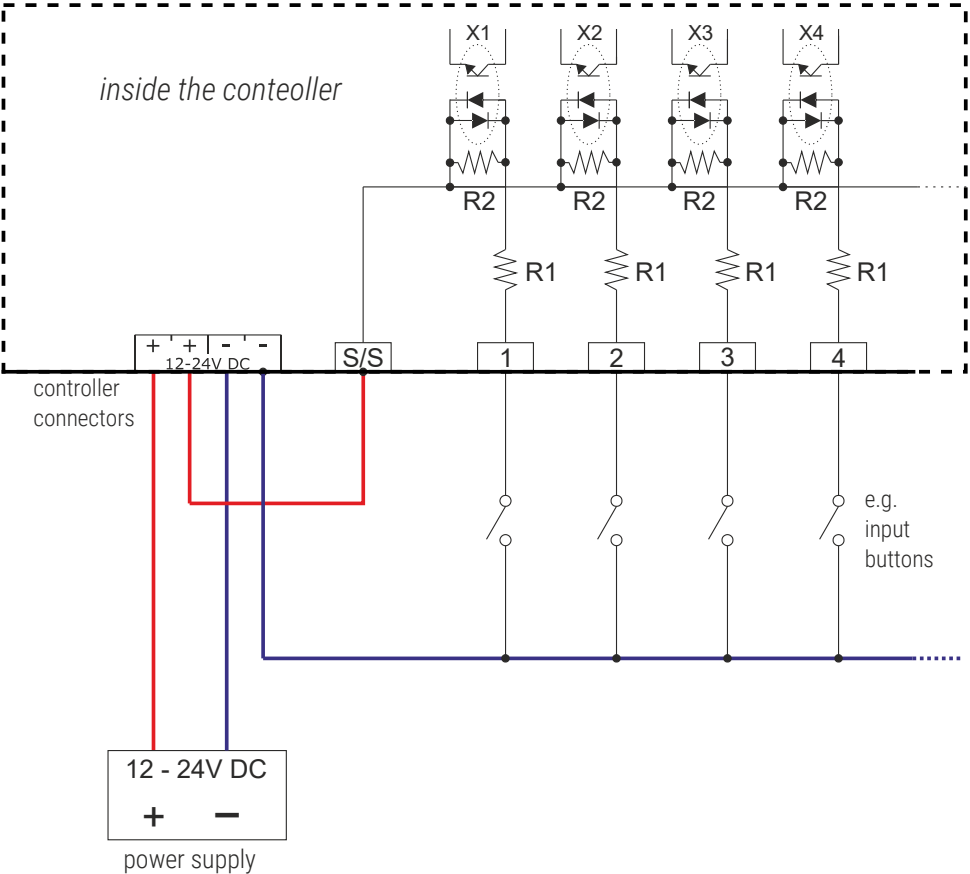 X1 X2 X3 X4
inside the conteoller
R2 R2 R2 R2
R1 R1 R1 R1
+ + - -
12-24V DC
S/S 1 2 3 4
controller
connectors
e.g.
input
buttons
12 - 24V DC
+ −
power supply